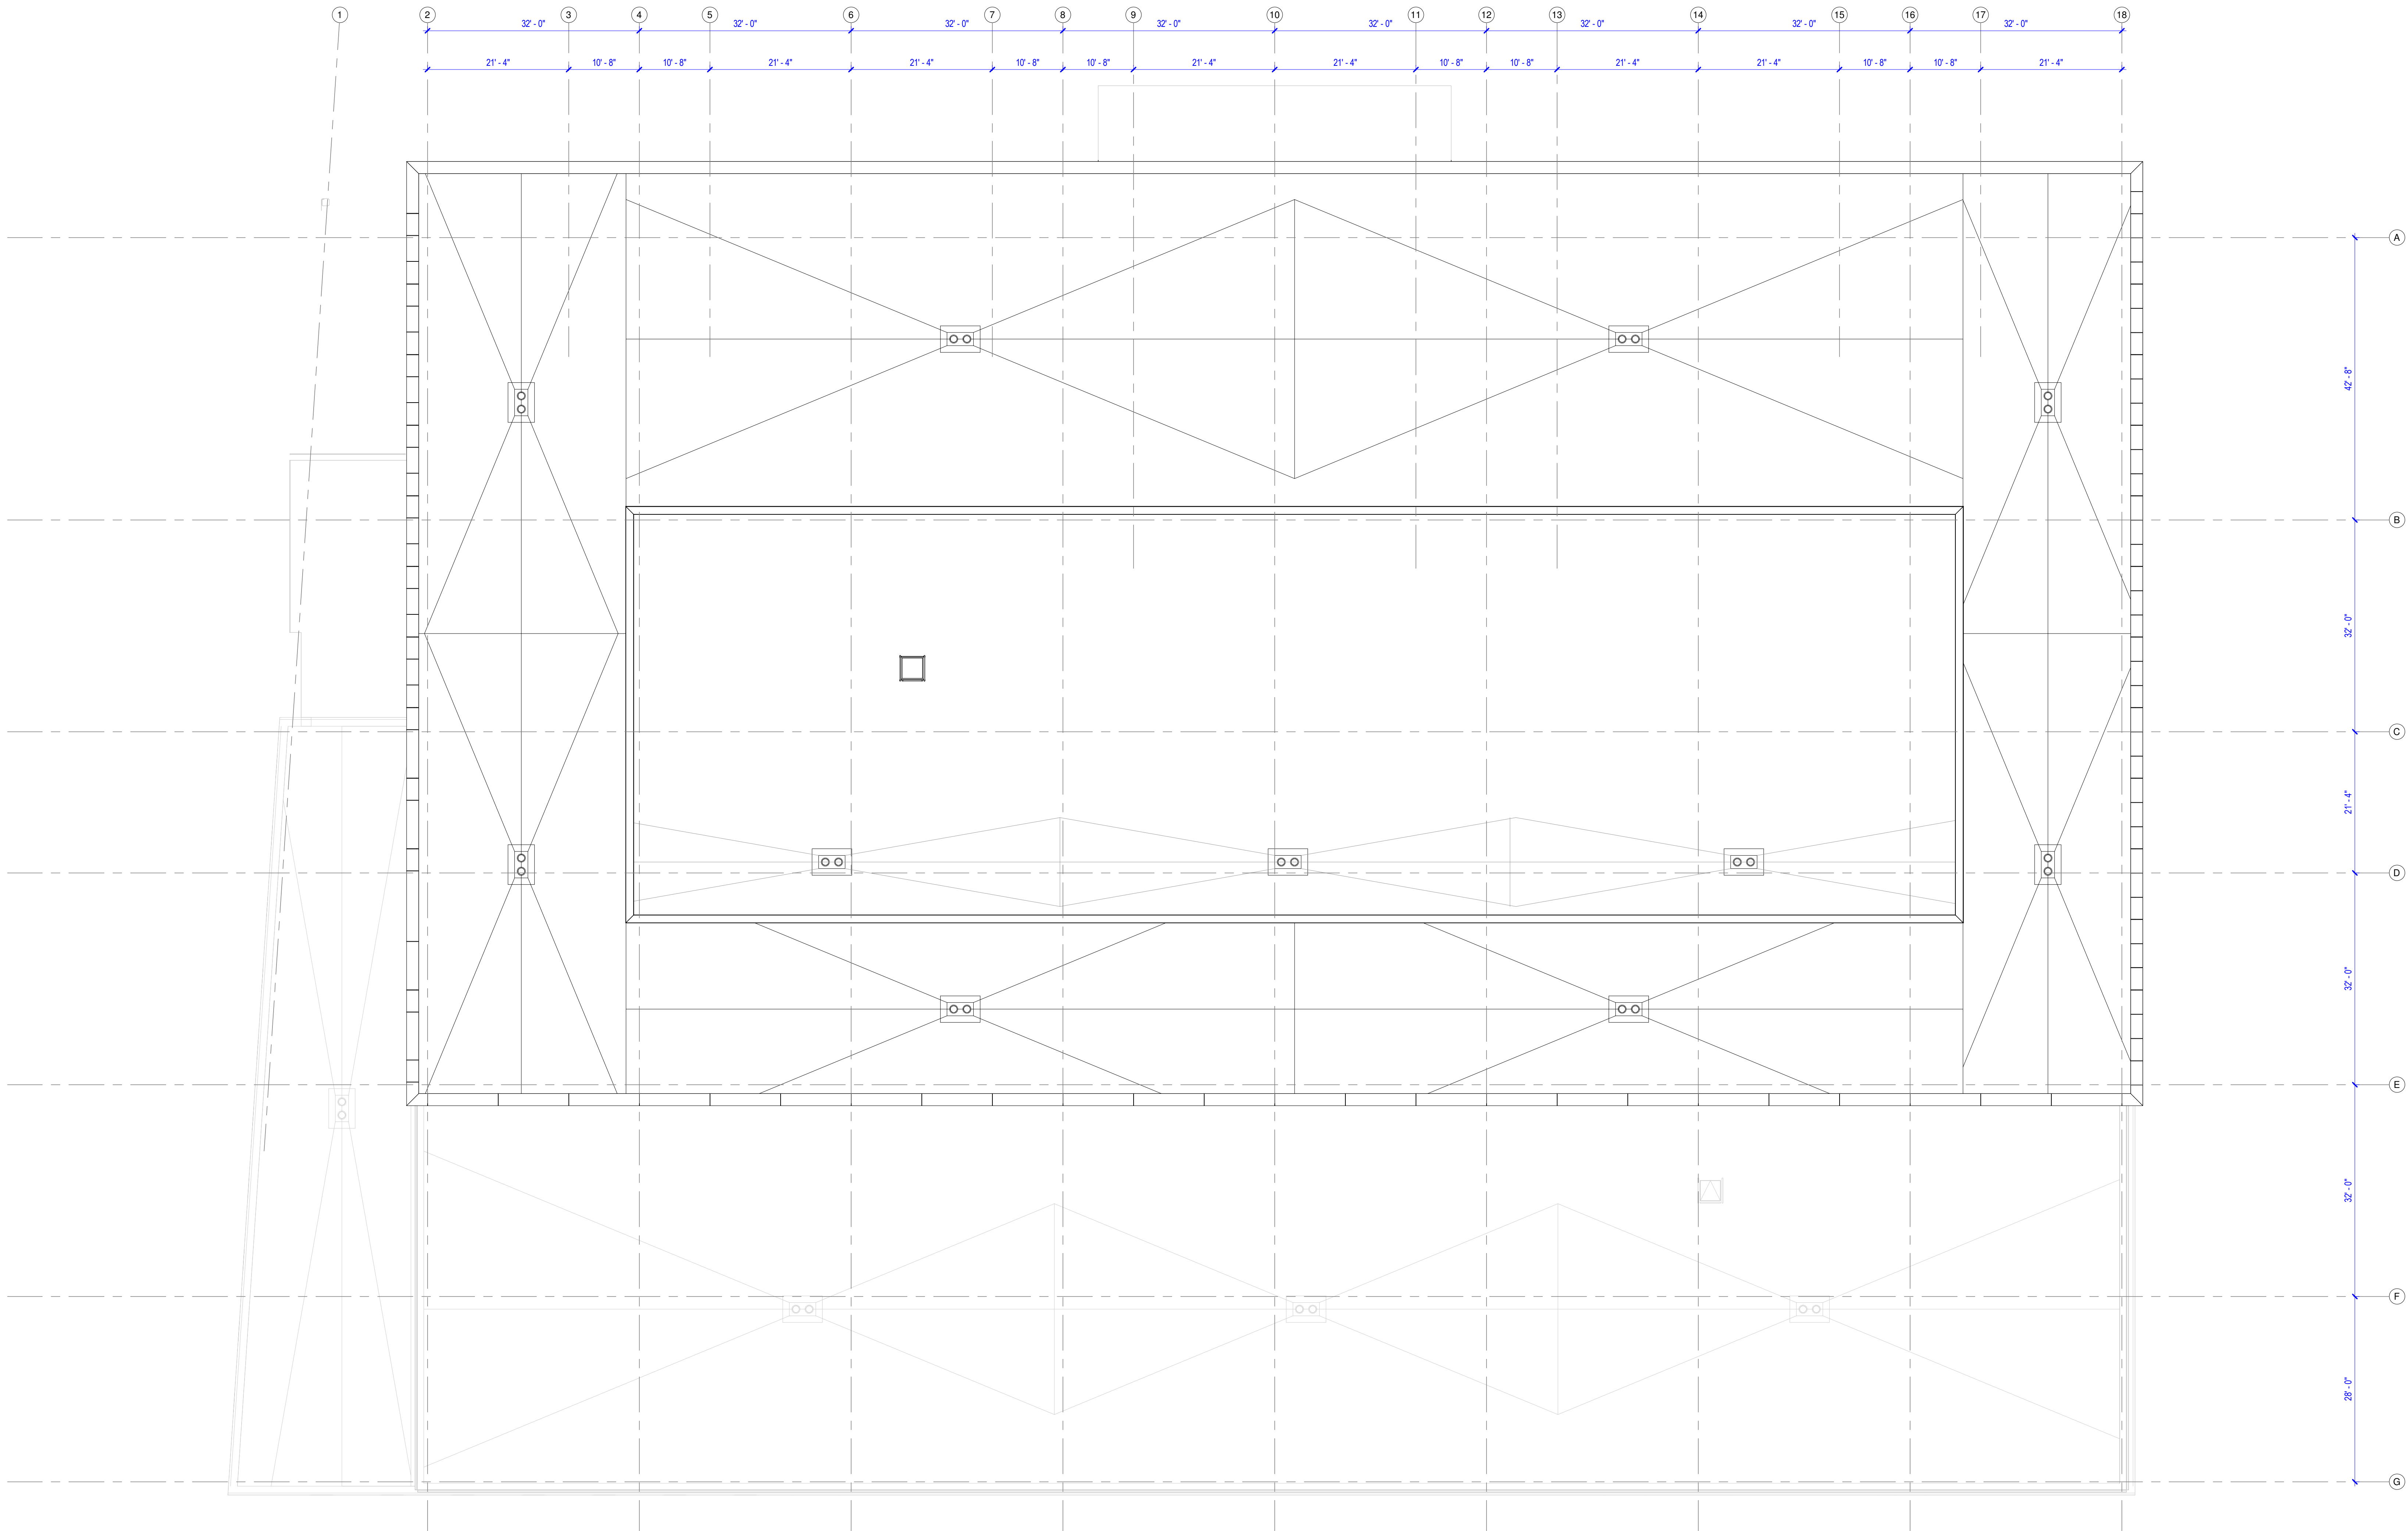 1 2 3 4 5 6 7 8 9 10 11 12 13 14 15 16 17 18
32' - 0" 32' - 0" 32' - 0" 32' - 0" 32' - 0" 32' - 0" 32' - 0" 32' - 0"
21' - 4" 10' - 8" 10' - 8" 21' - 4" 21' - 4" 10' - 8" 10' - 8" 21' - 4" 21' - 4" 10' - 8" 10' - 8" 21' - 4" 21' - 4" 10' - 8" 10' - 8" 21' - 4"
A
42' - 8"
B
32' - 0"
C
21' - 4"
D
32' - 0"
E
32' - 0"
F
28' - 0"
G